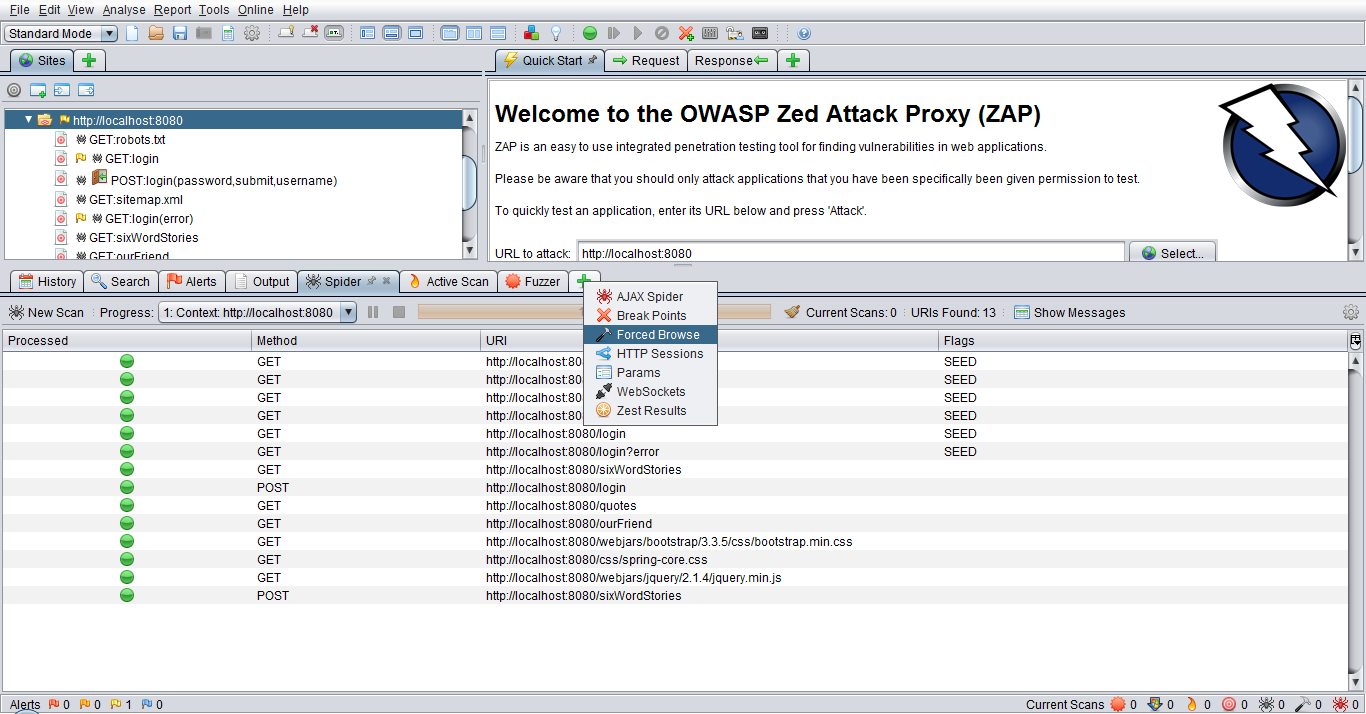 File Edit View Analyse Report Tools Online Help
Standard Mode
Sites
Quick Start Request Response
http://localhost:8080
GET:robots.txt
GET:login
POST:login(password,submit,username)
GET:sitemap.xml
GET:login(error)
GET:sixWordStories
GET:ourFriend
Welcome to the OWASP Zed Attack Proxy (ZAP)
ZAP is an easy to use integrated penetration testing tool for finding vulnerabilities in web applications.
Please be aware that you should only attack applications that you have been specifically been given permission to test.
To quickly test an application, enter its URL below and press 'Attack'.
URL to attack: http://localhost:8080 Select...
History Search Alerts Output Spider Active Scan Fuzzer
AJAX Spider
Break Points
Forced Browse
HTTP Sessions
Params
WebSockets
Zest Results
New Scan Progress: 1: Context: http://localhost:8080 Current Scans: 0 URIs Found: 13 Show Messages
Processed Method URI Flags
GET http://localhost:80 SEED
GET http://localhost:80 SEED
GET http://localhost:80 SEED
GET http://localhost:80 SEED
GET http://localhost:8080/login SEED
GET http://localhost:8080/login?error SEED
GET http://localhost:8080/sixWordStories
POST http://localhost:8080/login
GET http://localhost:8080/quotes
GET http://localhost:8080/ourFriend
GET http://localhost:8080/webjars/bootstrap/3.3.5/css/bootstrap.min.css
GET http://localhost:8080/css/spring-core.css
GET http://localhost:8080/webjars/jquery/2.1.4/jquery.min.js
POST http://localhost:8080/sixWordStories
Alerts 0 0 1 0 Current Scans 0 0 0 0 0 0 0